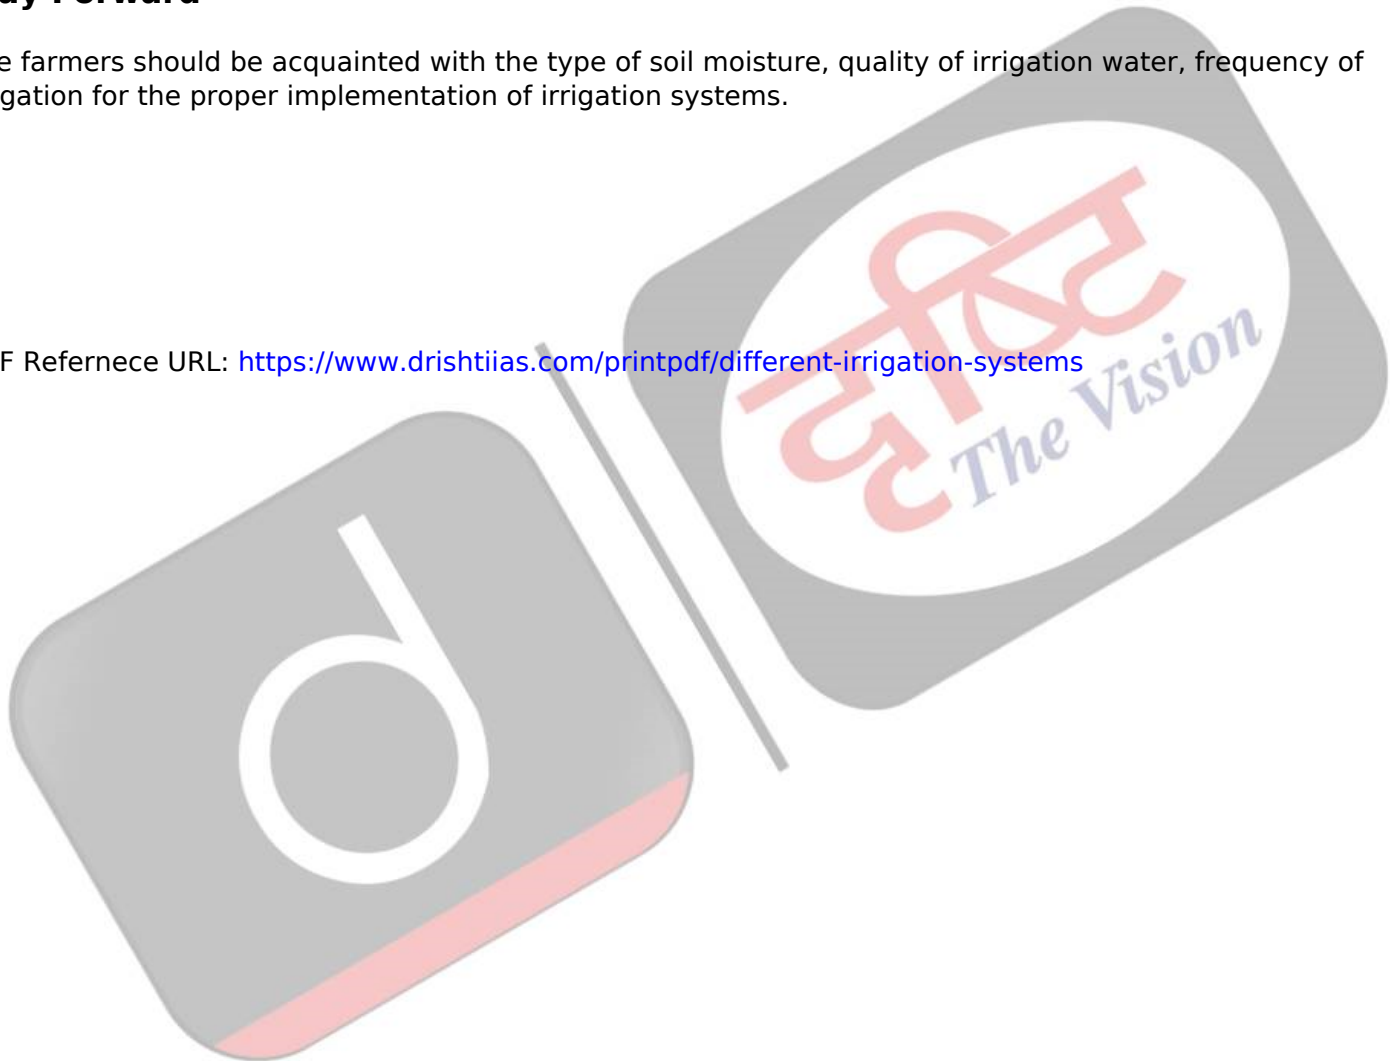 ay Forward
e farmers should be acquainted with the type of soil moisture, quality of irrigation water, frequency of
gation for the proper implementation of irrigation systems.
F Refernece URL: https://www.drishtiias.com/printpdf/different-irrigation-systems
दृष्टि
The Vision
d